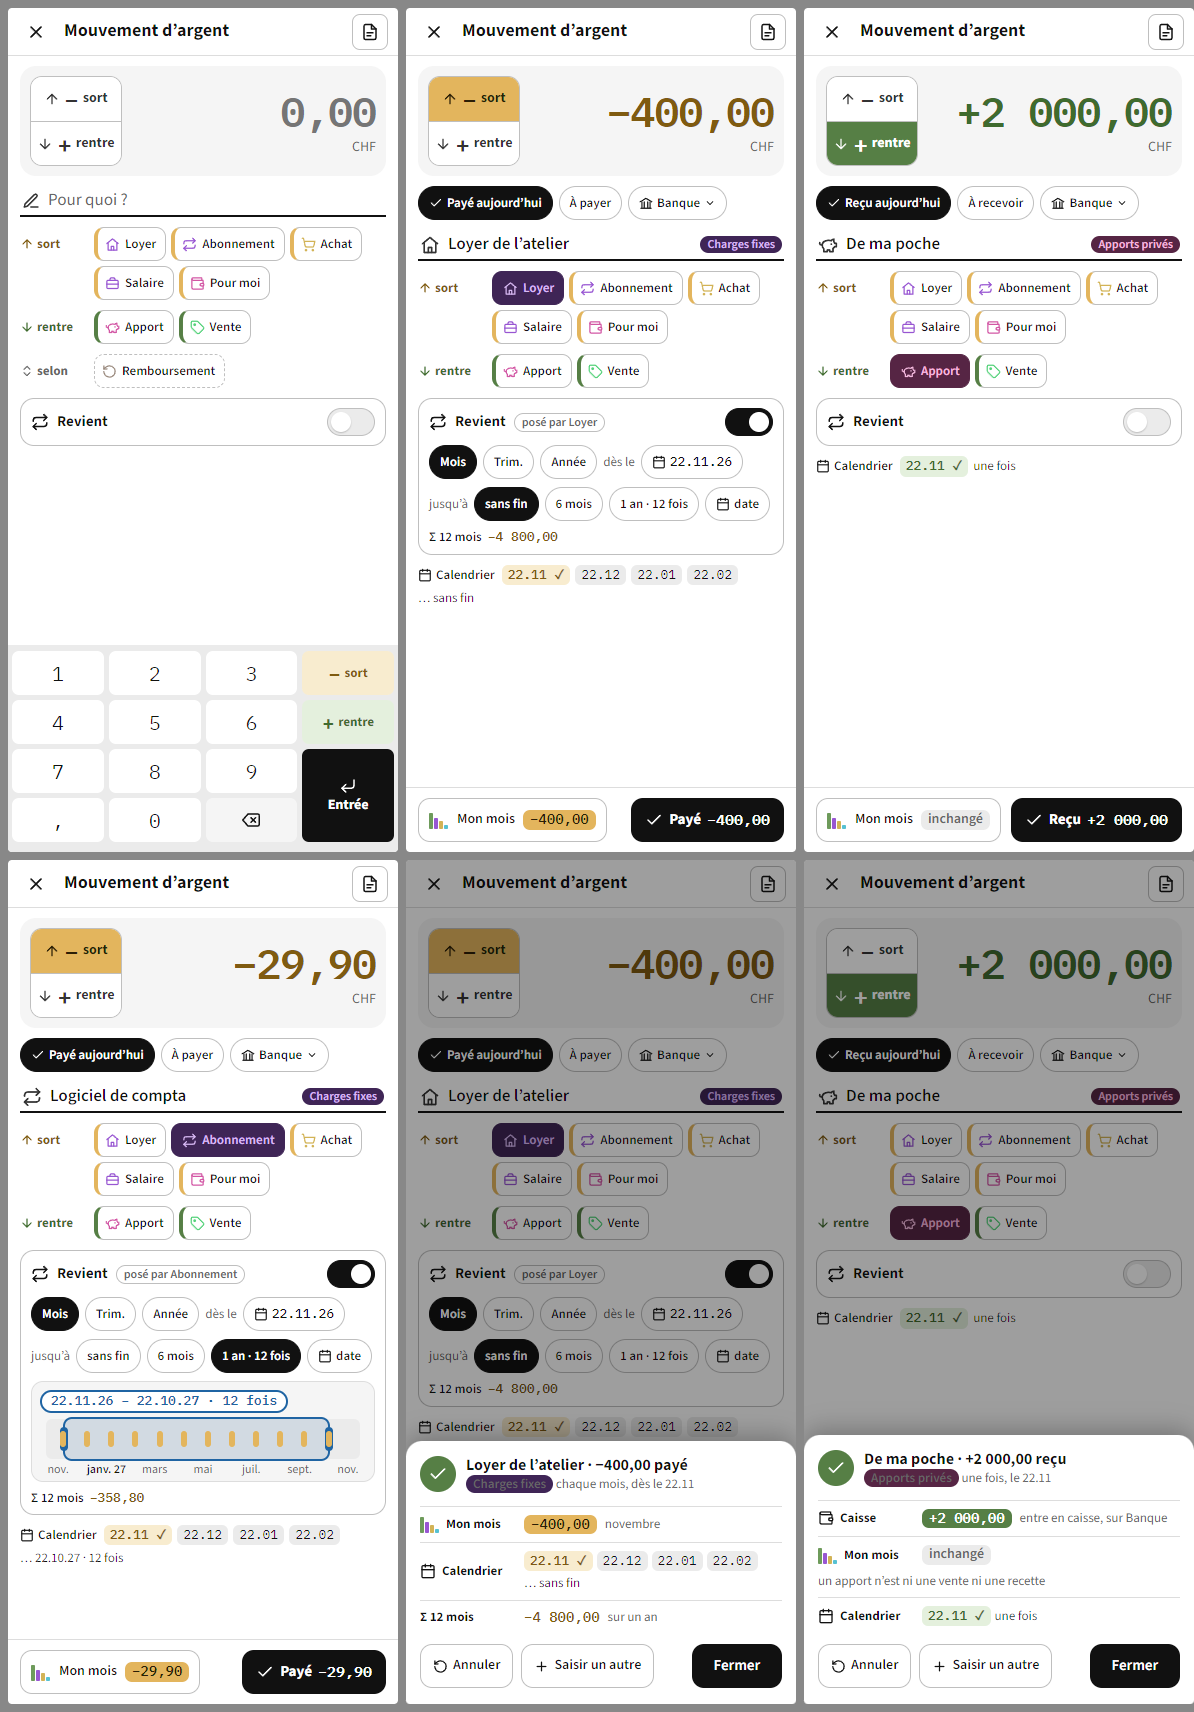 Mouvement d’argent
− sort
+ rentre
0,00
CHF
Pour quoi ?
sort
Loyer
Abonnement
Achat
Salaire
Pour moi
rentre
Apport
Vente
selon
Remboursement
Revient
1
2
3
− sort
4
5
6
+ rentre
7
8
9
Entrée
,
0
Mouvement d’argent
− sort
+ rentre
−400,00
CHF
Payé aujourd’hui
À payer
Banque
Loyer de l’atelier
Charges fixes
sort
Loyer
Abonnement
Achat
Salaire
Pour moi
rentre
Apport
Vente
Revient
posé par Loyer
Mois
Trim.
Année
dès le
22.11.26
jusqu’à
sans fin
6 mois
1 an · 12 fois
date
Σ 12 mois −4 800,00
Calendrier
22.11 ✓
22.12
22.01
22.02
… sans fin
Mon mois
−400,00
Payé −400,00
Mouvement d’argent
− sort
+ rentre
+2 000,00
CHF
Reçu aujourd’hui
À recevoir
Banque
De ma poche
Apports privés
sort
Loyer
Abonnement
Achat
Salaire
Pour moi
rentre
Apport
Vente
Revient
Calendrier
22.11 ✓
une fois
Mon mois
inchangé
Reçu +2 000,00
Mouvement d’argent
− sort
+ rentre
−29,90
CHF
Payé aujourd’hui
À payer
Banque
Logiciel de compta
Charges fixes
sort
Loyer
Abonnement
Achat
Salaire
Pour moi
rentre
Apport
Vente
Revient
posé par Abonnement
Mois
Trim.
Année
dès le
22.11.26
jusqu’à
sans fin
6 mois
1 an · 12 fois
date
22.11.26 – 22.10.27 · 12 fois
nov.
janv. 27
mars
mai
juil.
sept.
nov.
Σ 12 mois −358,80
Calendrier
22.11 ✓
22.12
22.01
22.02
… 22.10.27 · 12 fois
Mon mois
−29,90
Payé −29,90
Mouvement d’argent
− sort
+ rentre
−400,00
CHF
Payé aujourd’hui
À payer
Banque
Loyer de l’atelier
Charges fixes
sort
Loyer
Abonnement
Achat
Salaire
Pour moi
rentre
Apport
Vente
Revient
posé par Loyer
Mois
Trim.
Année
dès le
22.11.26
jusqu’à
sans fin
6 mois
1 an · 12 fois
date
Σ 12 mois −4 800,00
Calendrier
22.11 ✓
22.12
22.01
22.02
Loyer de l’atelier · −400,00 payé
Charges fixes
chaque mois, dès le 22.11
Mon mois
−400,00
novembre
Calendrier
22.11 ✓
22.12
22.01
22.02
… sans fin
Σ 12 mois
−4 800,00
sur un an
Annuler
Saisir un autre
Fermer
Mouvement d’argent
− sort
+ rentre
+2 000,00
CHF
Reçu aujourd’hui
À recevoir
Banque
De ma poche
Apports privés
sort
Loyer
Abonnement
Achat
Salaire
Pour moi
rentre
Apport
Vente
Revient
Calendrier
22.11 ✓
une fois
De ma poche · +2 000,00 reçu
Apports privés
une fois, le 22.11
Caisse
+2 000,00
entre en caisse, sur Banque
Mon mois
inchangé
un apport n’est ni une vente ni une recette
Calendrier
22.11 ✓
une fois
Annuler
Saisir un autre
Fermer